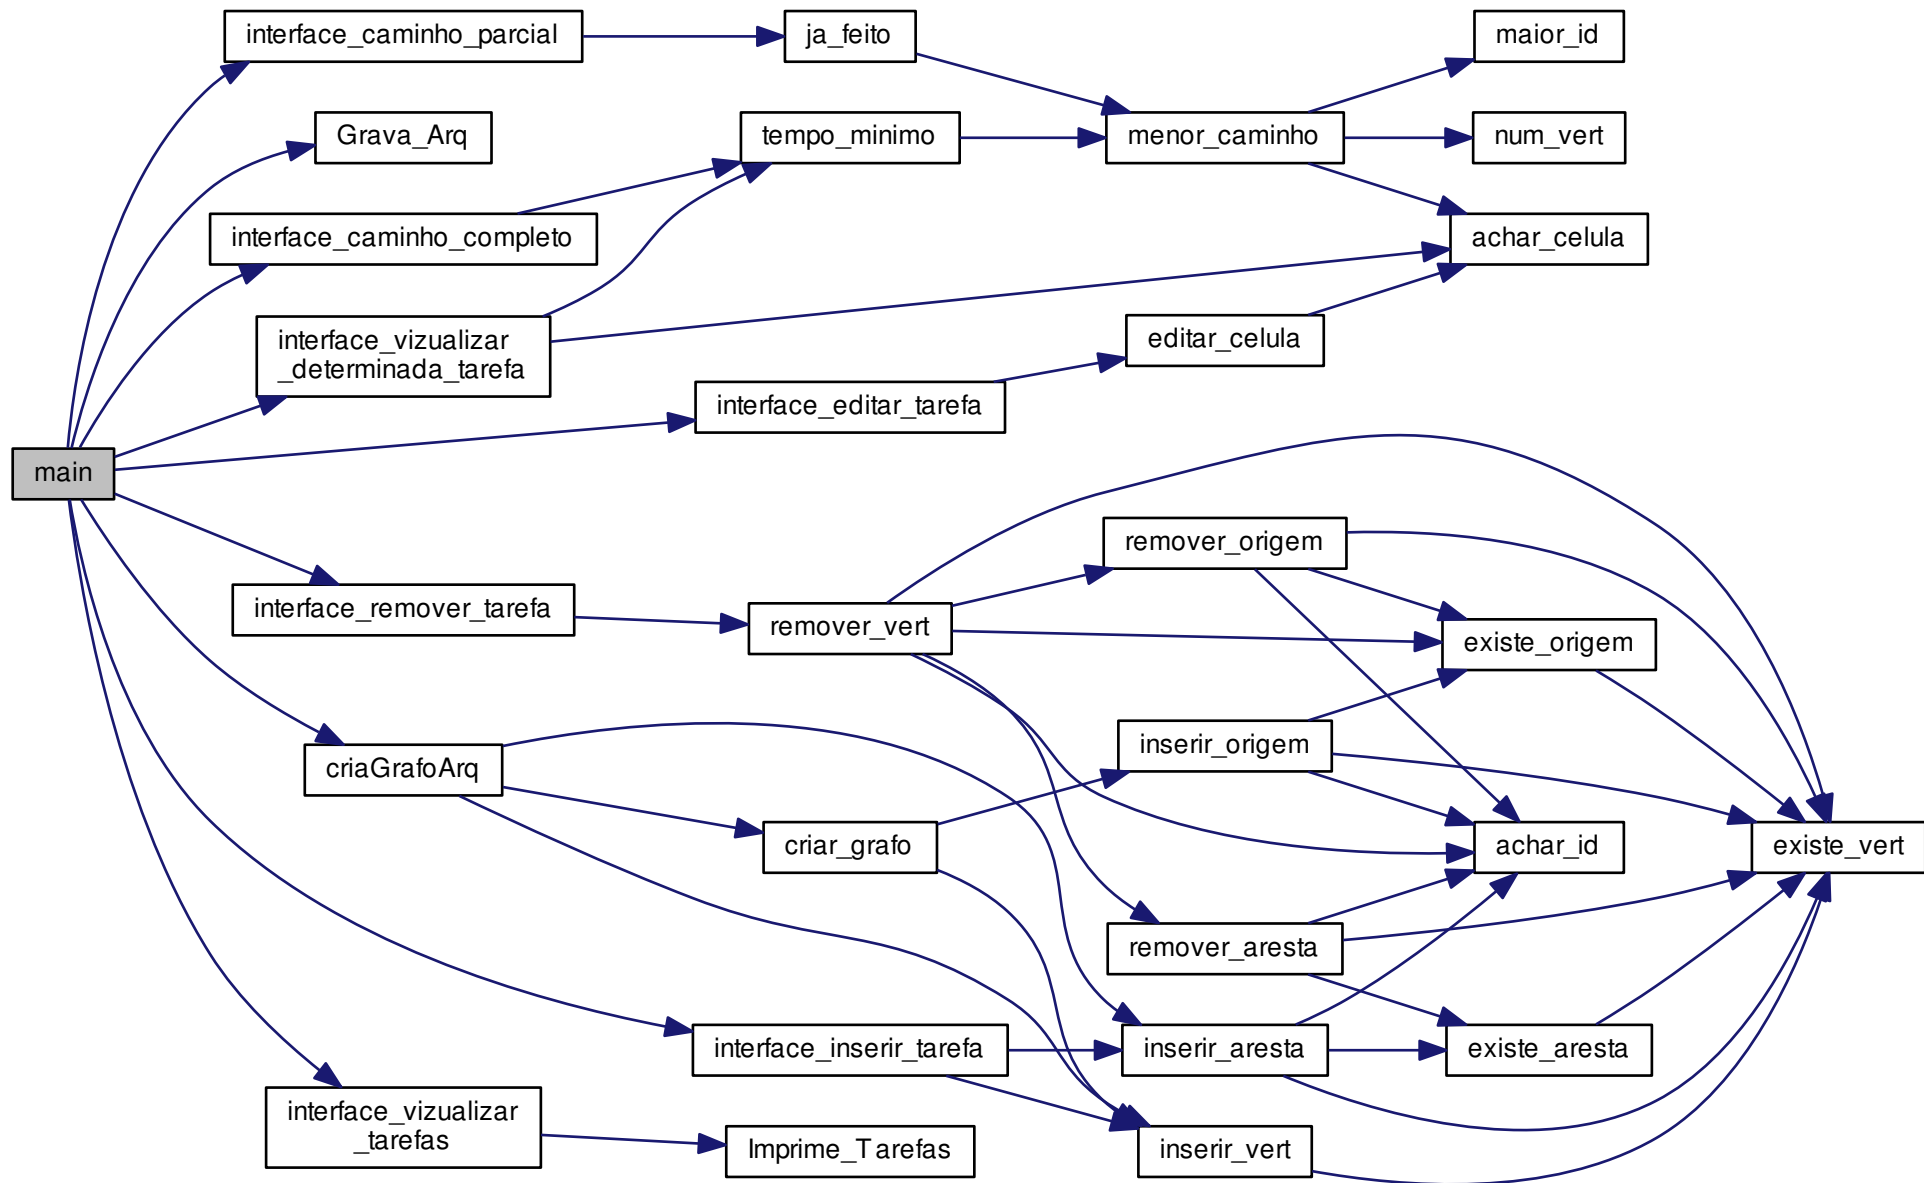 interface_caminho_parcial
ja_feito
maior_id
Grava_Arq
tempo_minimo
menor_caminho
num_vert
interface_caminho_completo
achar_celula
interface_vizualizar
_determinada_tarefa
editar_celula
interface_editar_tarefa
main
remover_origem
interface_remover_tarefa
remover_vert
existe_origem
inserir_origem
criaGrafoArq
criar_grafo
achar_id
existe_vert
remover_aresta
interface_inserir_tarefa
inserir_aresta
existe_aresta
interface_vizualizar
_tarefas
Imprime_Tarefas
inserir_vert